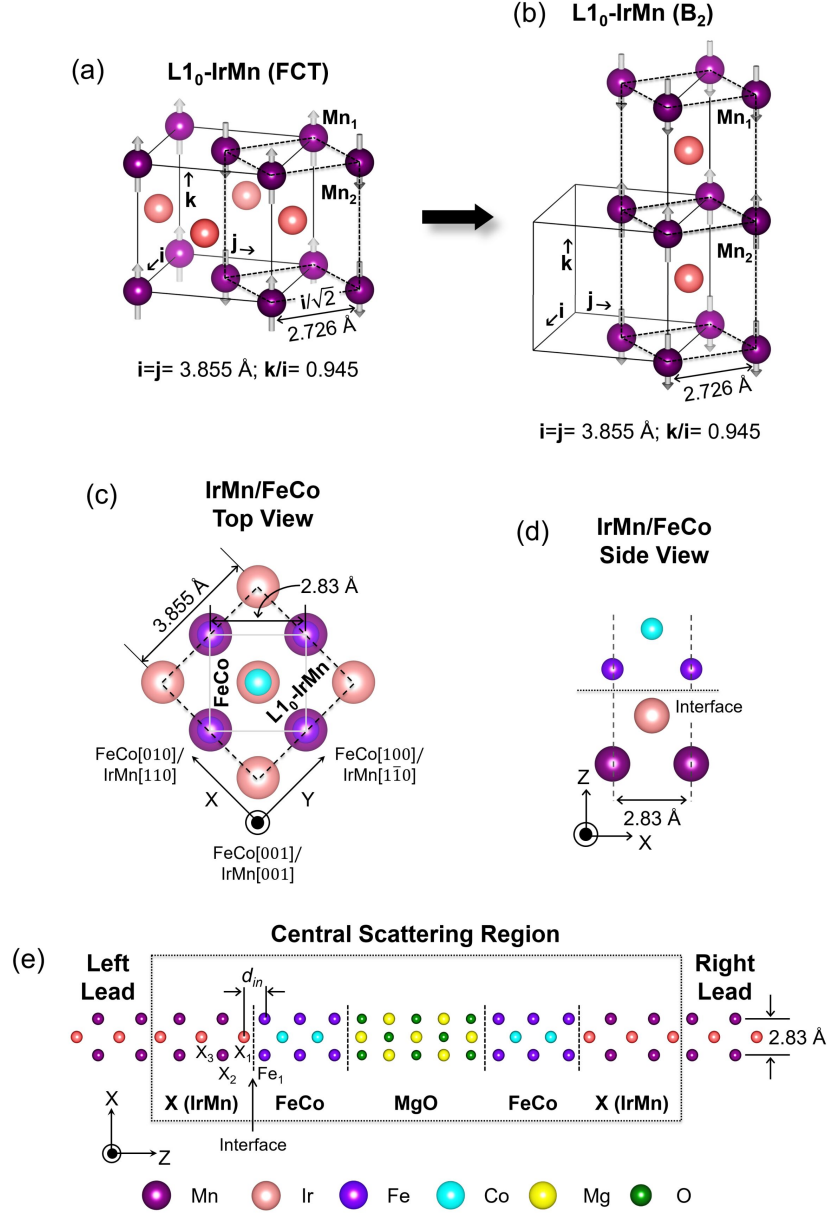 (a)
L1₀-IrMn (FCT)
Mn₁
Mn₂
k
i
j
i/√2
2.726 Å
i=j= 3.855 Å; k/i= 0.945
(b)
L1₀-IrMn (B₂)
Mn₁
Mn₂
k
i
j
2.726 Å
i=j= 3.855 Å; k/i= 0.945
(c)
IrMn/FeCo
Top View
3.855 Å
2.83 Å
FeCo
L1₀-IrMn
FeCo[010]/
IrMn[110]
FeCo[100]/
IrMn[11̅0]
X
Y
FeCo[001]/
IrMn[001]
(d)
IrMn/FeCo
Side View
Interface
Z
2.83 Å
X
(e)
Central Scattering Region
Left
Lead
Right
Lead
d_in
2.83 Å
X₃
X₁
X₂
Fe₁
X (IrMn)
FeCo
MgO
FeCo
X (IrMn)
Interface
X
Z
Mn
Ir
Fe
Co
Mg
O